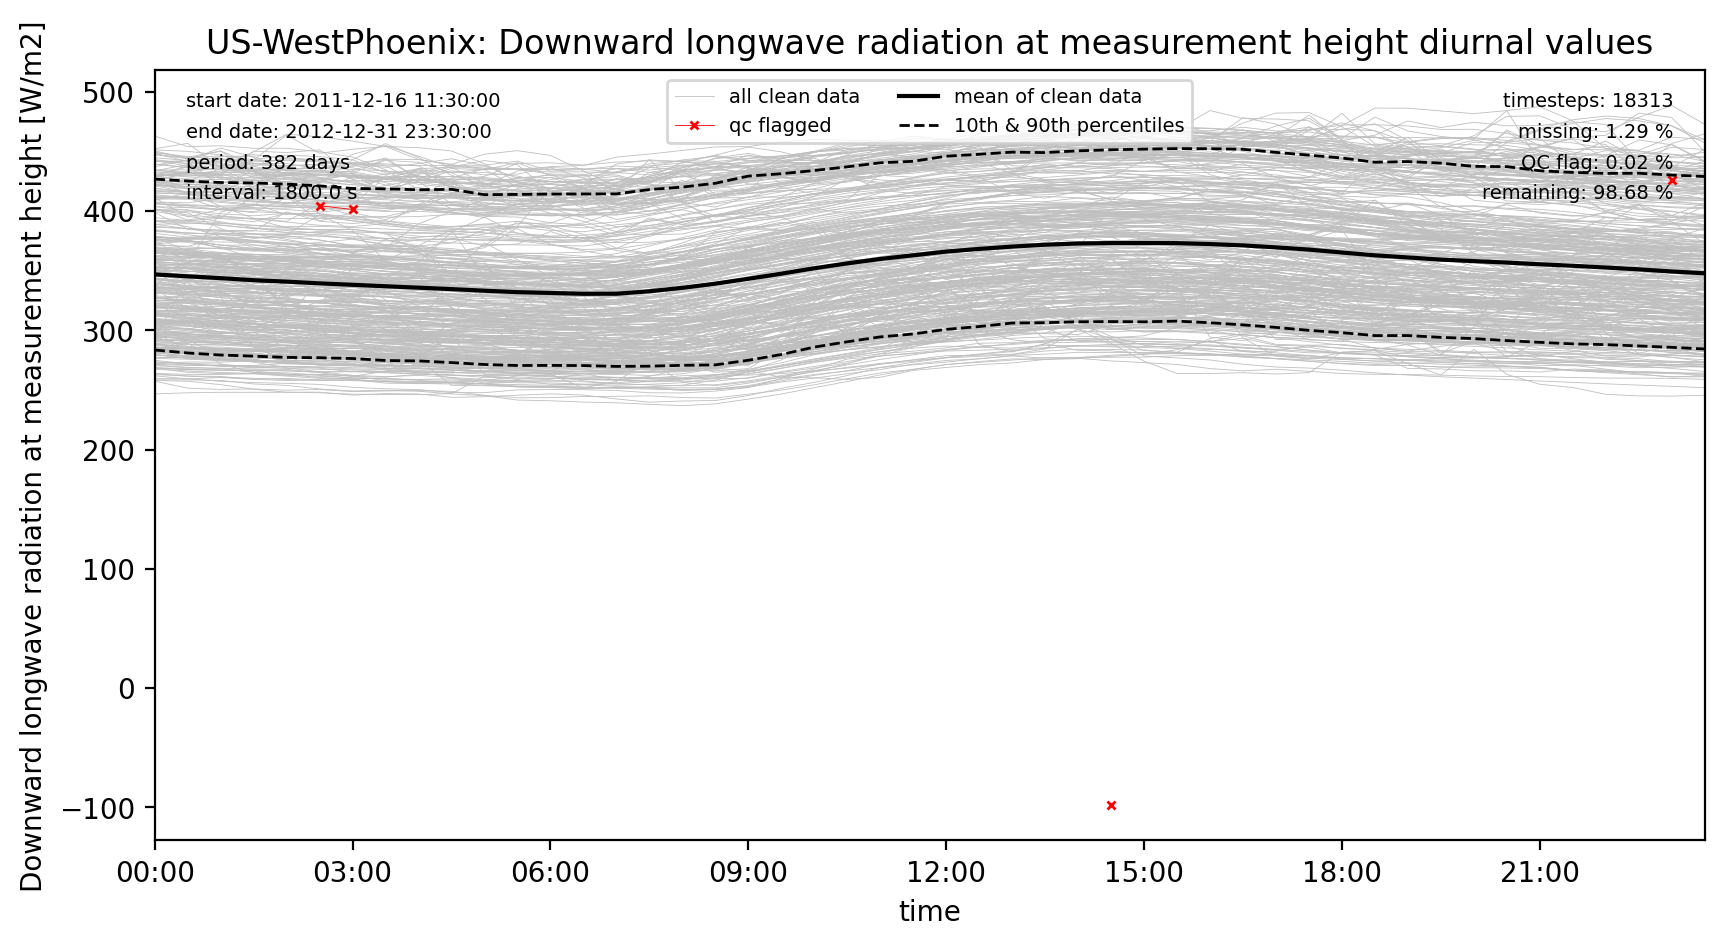 US-WestPhoenix: Downward longwave radiation at measurement height diurnal values
Downward longwave radiation at measurement height [W/m2]
500
400
300
200
100
0
−100
start date: 2011-12-16 11:30:00
end date: 2012-12-31 23:30:00
period: 382 days
interval: 1800.0 s
all clean data
qc flagged
mean of clean data
10th & 90th percentiles
timesteps: 18313
missing: 1.29 %
QC flag: 0.02 %
remaining: 98.68 %
00:00 03:00 06:00 09:00 12:00 15:00 18:00 21:00
time